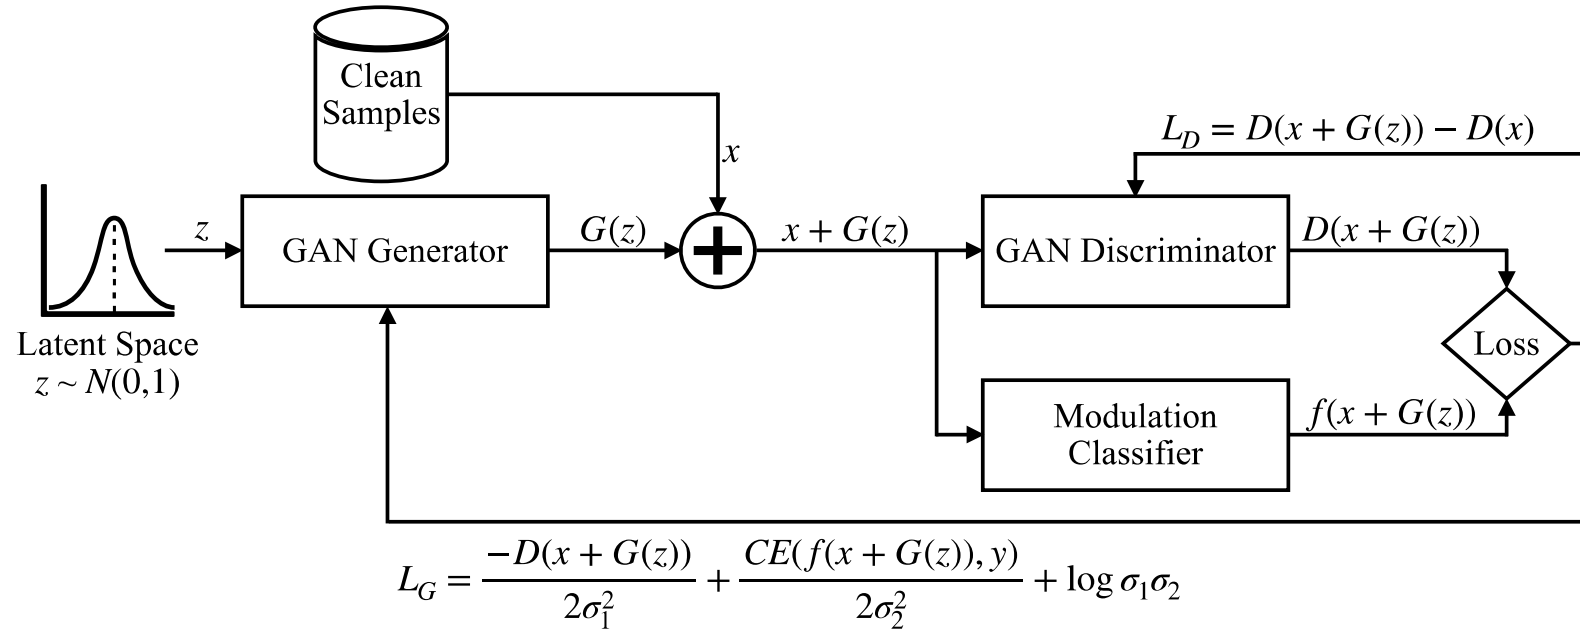 Clean
Samples
x
L_D = D(x + G(z)) − D(x)
z
GAN Generator
G(z)
x + G(z)
GAN Discriminator
D(x + G(z))
Latent Space
z ~ N(0,1)
Loss
Modulation
Classifier
f(x + G(z))
L_G = −D(x + G(z)) / 2σ_1^2 + CE(f(x + G(z)), y) / 2σ_2^2 + log σ_1σ_2